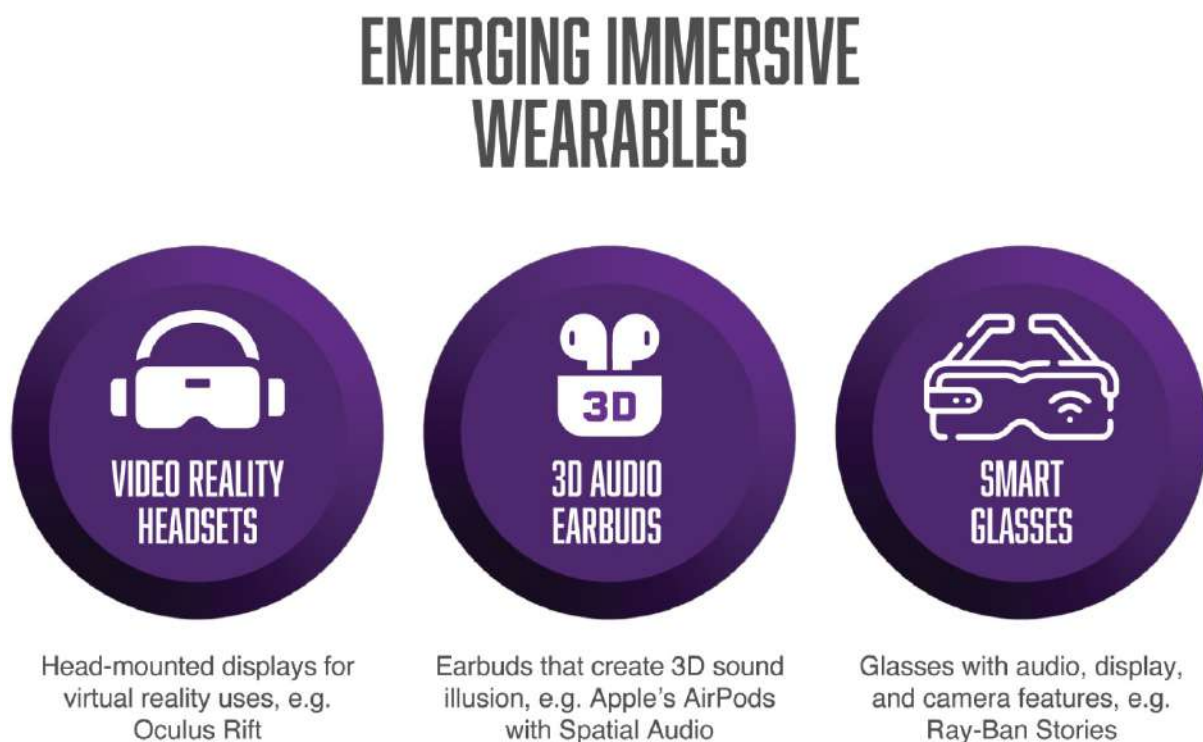 EMERGING IMMERSIVE
WEARABLES
VIDEO REALITY
HEADSETS
Head-mounted displays for
virtual reality uses, e.g.
Oculus Rift
3D
3D AUDIO
EARBUDS
Earbuds that create 3D sound
illusion, e.g. Apple's AirPods
with Spatial Audio
SMART
GLASSES
Glasses with audio, display,
and camera features, e.g.
Ray-Ban Stories